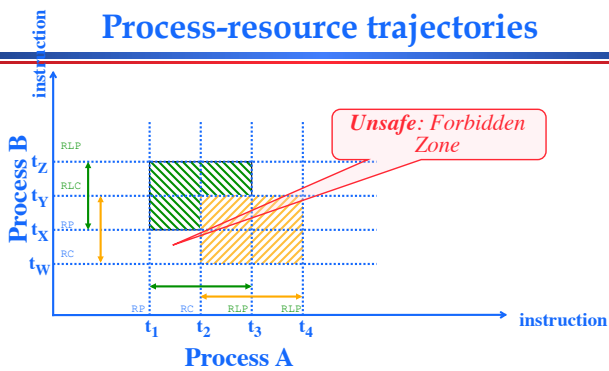 Process-resource trajectories
instruction
Process B
Unsafe: Forbidden
Zone
RLP
tZ
RLC
tY
RP
tX
RC
tW
RP RC RLP RLP
t1 t2 t3 t4
instruction
Process A